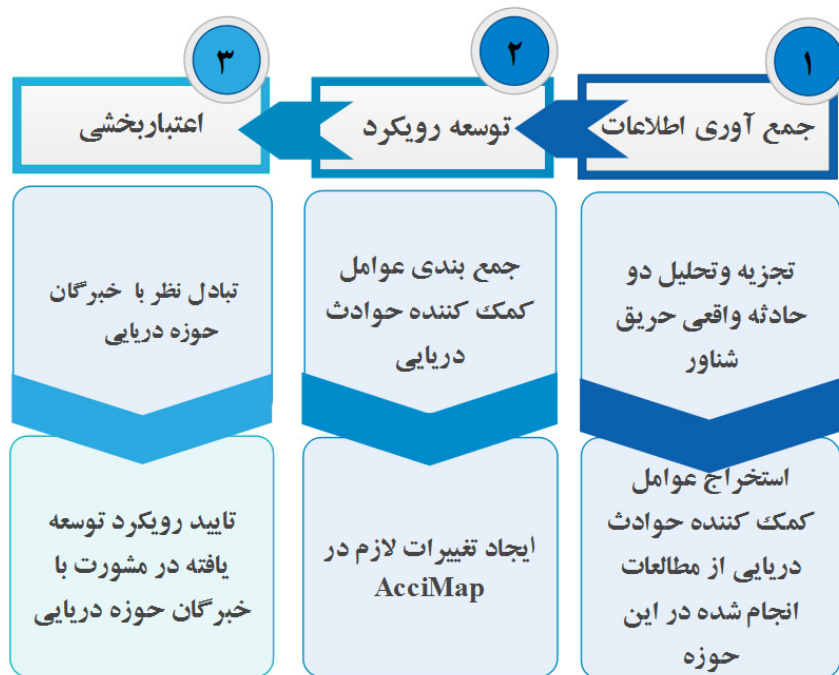 ۱
جمع آوری اطلاعات
تجزیه وتحلیل دو
حادثه واقعی حریق
شناور
استخراج عوامل
کمک کننده حوادث
دریایی از مطالعات
انجام شده در این
حوزه
۲
توسعه رویکرد
جمع بندی عوامل
کمک کننده حوادث
دریایی
ایجاد تغییرات لازم در
AcciMap
۳
اعتباربخشی
تبادل نظر با خبرگان
حوزه دریایی
تایید رویکرد توسعه
یافته در مشورت با
خبرگان حوزه دریایی